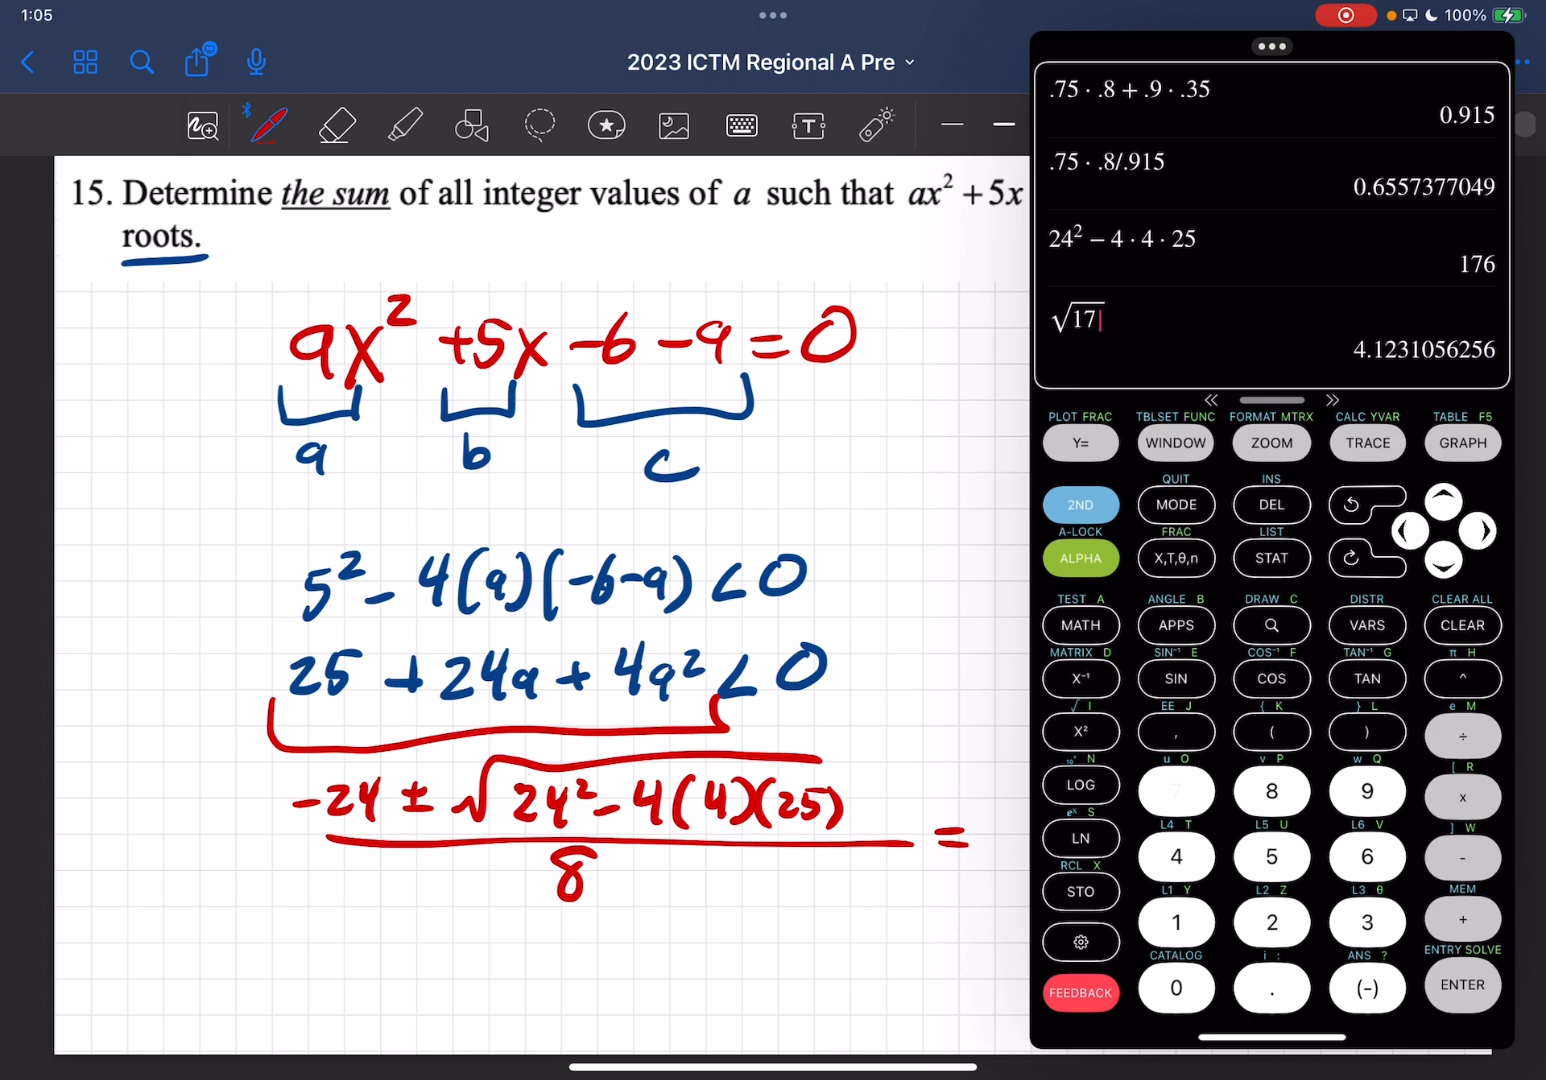 1:05
100%
2023 ICTM Regional A Pre
15. Determine the sum of all integer values of a such that ax² + 5x
roots.
ax² +5x -6 -a = 0
a b c
5² - 4(a)(-6-a) < 0
25 + 24a + 4a² < 0
-24 ± √24² - 4(4)(25) =
8
.75 · .8 + .9 · .35
0.915
.75 · .8/.915
0.6557377049
24² – 4 · 4 · 25
176
√17
4.1231056256
PLOT FRAC TBLSET FUNC FORMAT MTRX CALC YVAR TABLE F5
Y= WINDOW ZOOM TRACE GRAPH
QUIT INS
2ND MODE DEL
A-LOCK FRAC LIST
ALPHA X,T,θ,n STAT
TEST A ANGLE B DRAW C DISTR CLEAR ALL
MATH APPS VARS CLEAR
MATRIX D SIN⁻¹ E COS⁻¹ F TAN⁻¹ G π H
X⁻¹ SIN COS TAN ^
√ I EE J { K } L e M
X² , ( ) ÷
10ˣ N u O v P w Q [ R
LOG 7 8 9 x
eˣ S L4 T L5 U L6 V ] W
LN 4 5 6 -
RCL X L1 Y L2 Z L3 θ MEM
STO 1 2 3 +
CATALOG i : ANS ? ENTRY SOLVE
FEEDBACK 0 . (-) ENTER